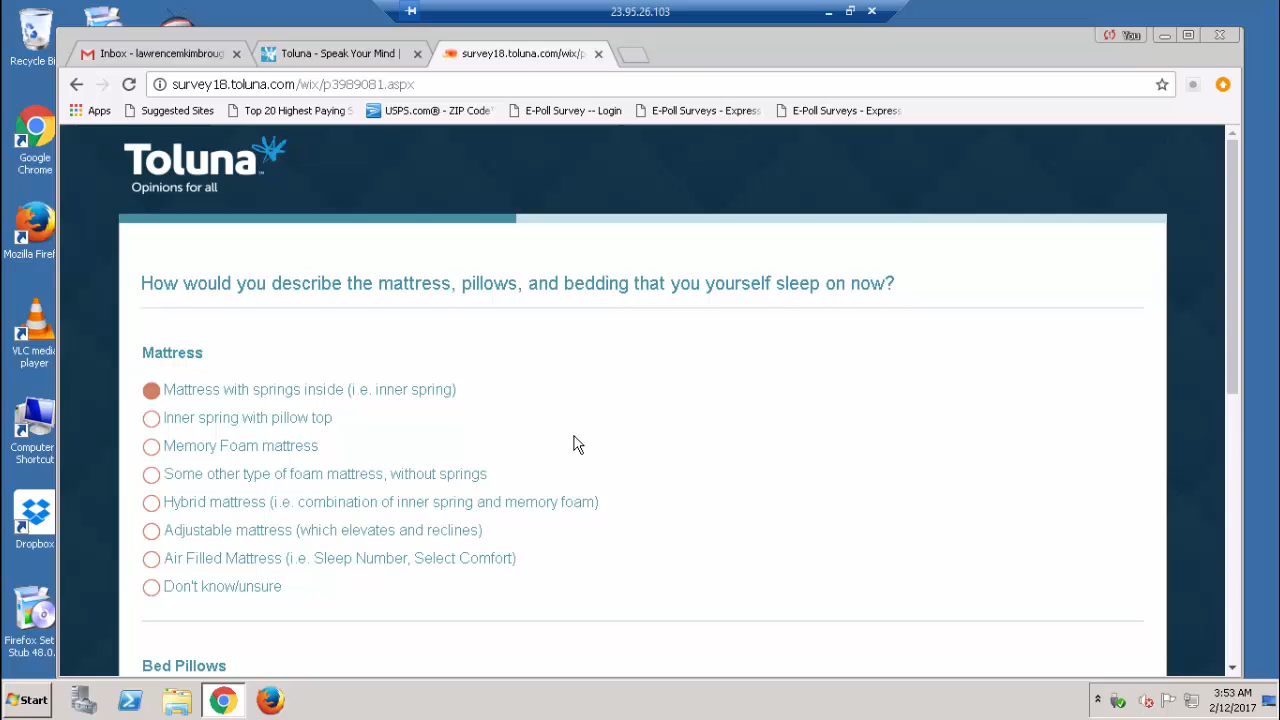 23.95.26.103
Recycle Bi
Inbox - lawrencemkimbroug
Toluna - Speak Your Mind |
survey18.toluna.com/wix/p
You
survey18.toluna.com/wix/p3989081.aspx
Apps
Suggested Sites
Top 20 Highest Paying S
USPS.com® - ZIP Code
E-Poll Survey -- Login
E-Poll Surveys - Express
E-Poll Surveys - Express
Google
Chrome
Mozilla Firef
VLC medi
player
Computer
Shortcut
Dropbox
Firefox Set
Stub 48.0.
Toluna
Opinions for all
How would you describe the mattress, pillows, and bedding that you yourself sleep on now?
Mattress
Mattress with springs inside (i e. inner spring)
Inner spring with pillow top
Memory Foam mattress
Some other type of foam mattress, without springs
Hybrid mattress (i.e. combination of inner spring and memory foam)
Adjustable mattress (which elevates and reclines)
Air Filled Mattress (i.e. Sleep Number, Select Comfort)
Don't know/unsure
Bed Pillows
Start
3:53 AM
2/12/2017